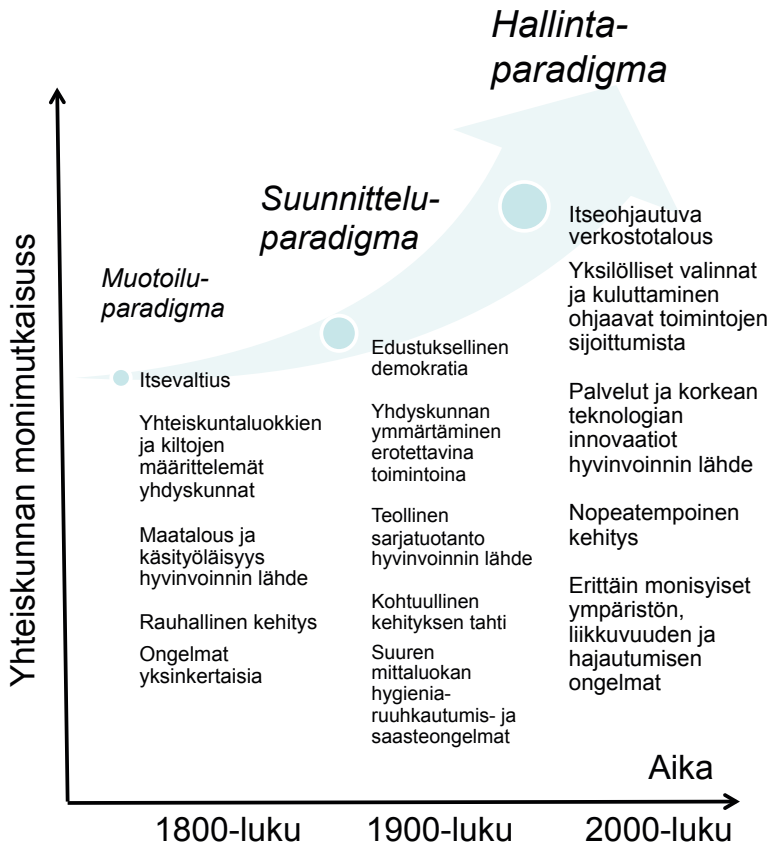 Hallinta-
paradigma
Suunnittelu-
paradigma
Muotoilu-
paradigma
Yhteiskunnan monimutkaisuss
Itsevaltius
Yhteiskuntaluokkien
ja kiltojen
määrittelemät
yhdyskunnat
Maatalous ja
käsityöläisyys
hyvinvoinnin lähde
Rauhallinen kehitys
Ongelmat
yksinkertaisia
Edustuksellinen
demokratia
Yhdyskunnan
ymmärtäminen
erotettavina
toimintoina
Teollinen
sarjatuotanto
hyvinvoinnin lähde
Kohtuullinen
kehityksen tahti
Suuren
mittaluokan
hygienia-
ruuhkautumis- ja
saasteongelmat
Itseohjautuva
verkostotalous
Yksilölliset valinnat
ja kuluttaminen
ohjaavat toimintojen
sijoittumista
Palvelut ja korkean
teknologian
innovaatiot
hyvinvoinnin lähde
Nopeatempoinen
kehitys
Erittäin monisyiset
ympäristön,
liikkuvuuden ja
hajautumisen
ongelmat
Aika
1800-luku
1900-luku
2000-luku